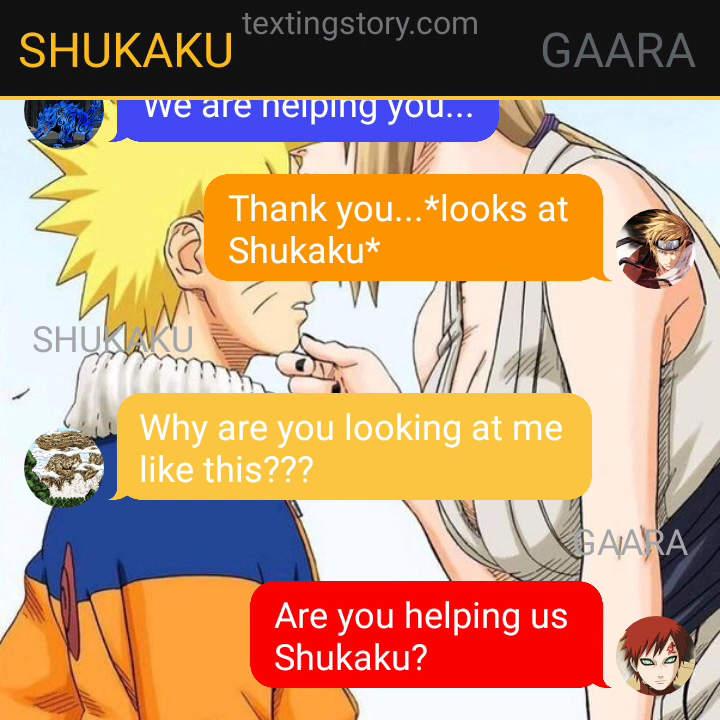 textingstory.com
SHUKAKU
GAARA
We are helping you...
Thank you...*looks at
Shukaku*
SHUKAKU
Why are you looking at me
like this???
GAARA
Are you helping us
Shukaku?